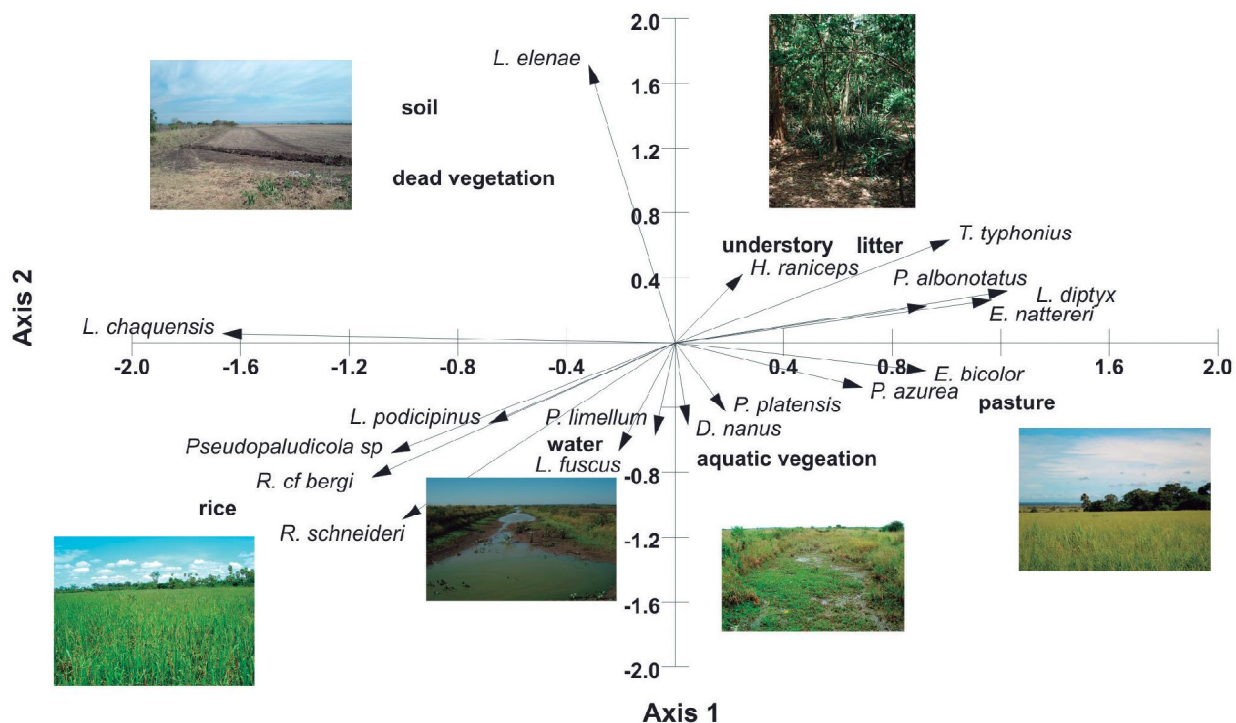 2.0
L. elenae
1.6
soil
1.2
dead vegetation
0.8
understory litter
T. typhonius
H. raniceps
P. albonotatus
0.4
L. diptyx
E. nattereri
Axis 2
L. chaquensis
-2.0 -1.6 -1.2 -0.8 -0.4 0.4 0.8 1.2 1.6 2.0
E. bicolor
P. azurea
pasture
L. podicipinus
P. limellum
P. platensis
D. nanus
Pseudopaludicola sp
water
aquatic vegeation
L. fuscus
-0.8
R. cf bergi
rice
R. schneideri
-1.2
-1.6
-2.0
Axis 1